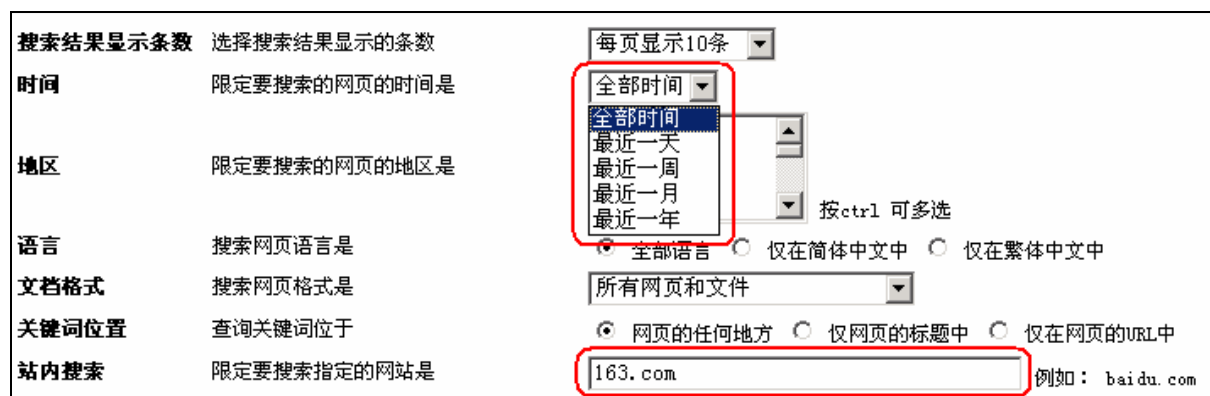 搜索结果显示条数 选择搜索结果显示的条数 每页显示10条
时间 限定要搜索的网页的时间是 全部时间
全部时间
最近一天
最近一周
地区 限定要搜索的网页的地区是
最近一月
最近一年 按ctrl 可多选
语言 搜索网页语言是 全部语言 仅在简体中文中 仅在繁体中文中
文档格式 搜索网页格式是 所有网页和文件
关键词位置 查询关键词位于 网页的任何地方 仅网页的标题中 仅在网页的URL中
站内搜索 限定要搜索指定的网站是 163.com 例如： baidu.com